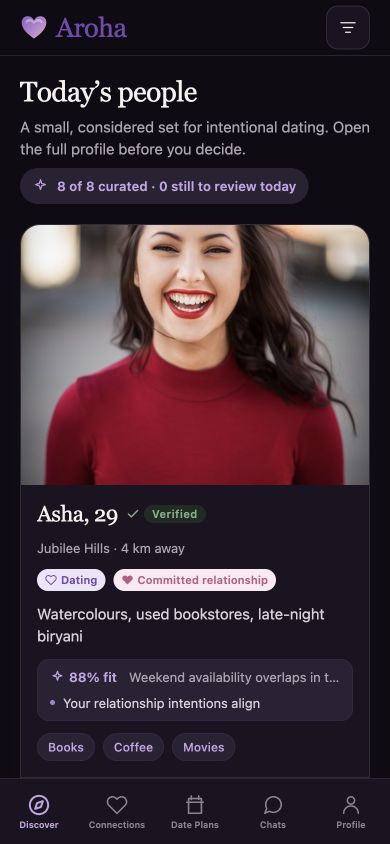 Aroha
Today’s people
A small, considered set for intentional dating. Open
the full profile before you decide.
8 of 8 curated · 0 still to review today
Asha, 29 Verified
Jubilee Hills · 4 km away
Dating Committed relationship
Watercolours, used bookstores, late-night
biryani
88% fit Weekend availability overlaps in t...
Your relationship intentions align
Books Coffee Movies
Discover Connections Date Plans Chats Profile